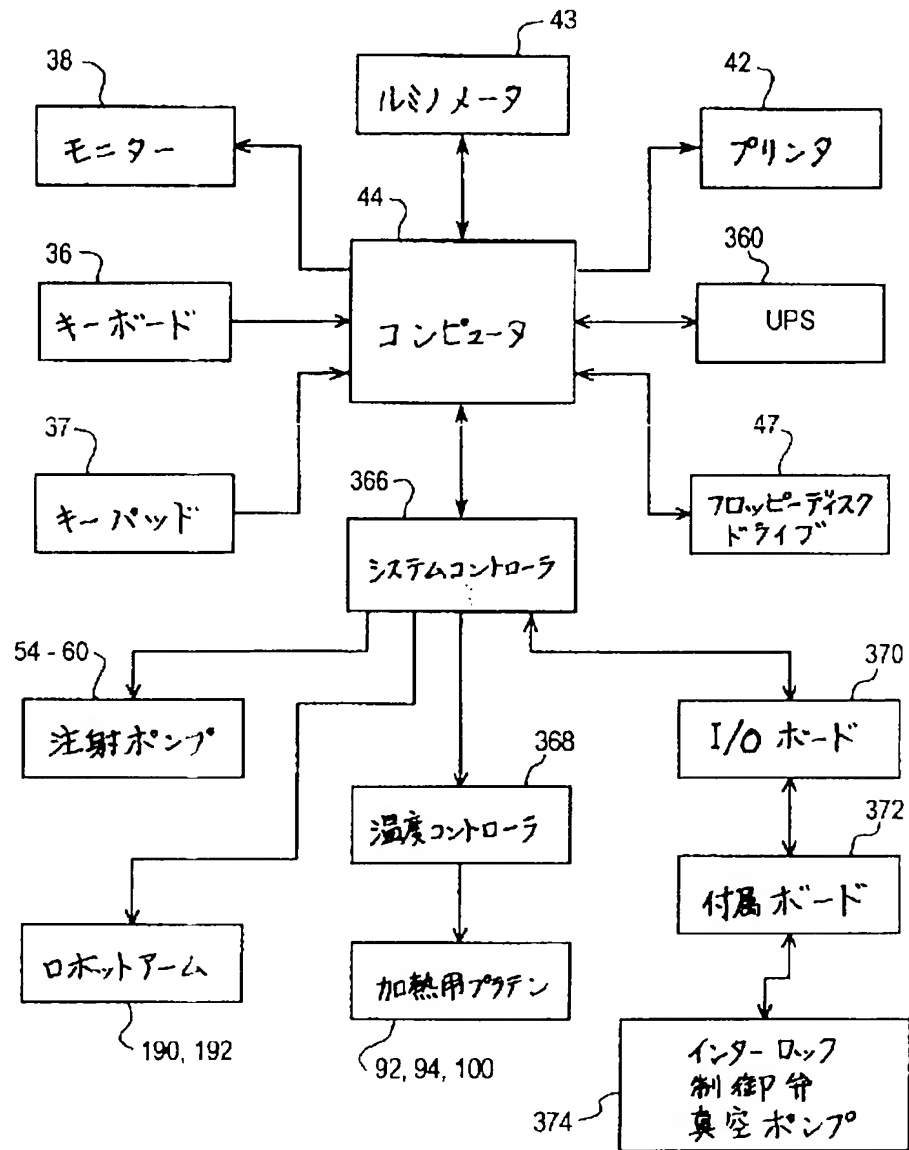 43
ルミノメータ
38
モニター
42
プリンタ
44
コンピュータ
36
キーボード
360
UPS
37
キーパッド
47
フロッピーディスク
ドライブ
366
システムコントローラ
54 - 60
注射ポンプ
370
I/O ボード
368
温度コントローラ
372
付属ボード
ロボットアーム
190, 192
加熱用プラテン
92, 94, 100
インターロック
制御弁
真空ポンプ
374